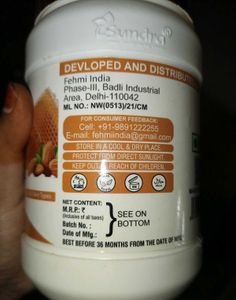 Sundra
DEVLOPED AND DISTRIBUT
Fehmi India
Phase-III, Badli Industrial
Area, Delhi-110042
ML NO.: NW(0513)/21/CM
FOR CONSUMER FEEDBACK:
Cell: +91-9891222255
E-mail: fehmiindia@gmail.com
STORE IN A COOL & DRY PLACE
PROTECT FROM DIRECT SUNLIGHT.
KEEP OUT OF REACH OF CHILDREN.
NET CONTENT:
M.R.P.: ₹
(Inclusive of all taxes)
Batch No. :
Date of Mfg.:
SEE ON
BOTTOM
BEST BEFORE 36 MONTHS FROM THE DATE OF MFG.